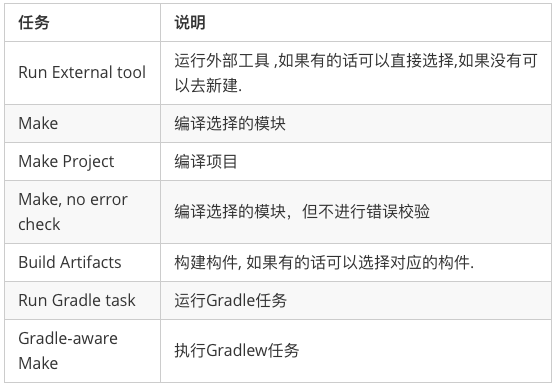 任务 说明
Run External tool 运行外部工具 ,如果有的话可以直接选择,如果没有可
以去新建.
Make 编译选择的模块
Make Project 编译项目
Make, no error
check 编译选择的模块，但不进行错误校验
Build Artifacts 构建构件, 如果有的话可以选择对应的构件.
Run Gradle task 运行Gradle任务
Gradle-aware
Make 执行Gradlew任务